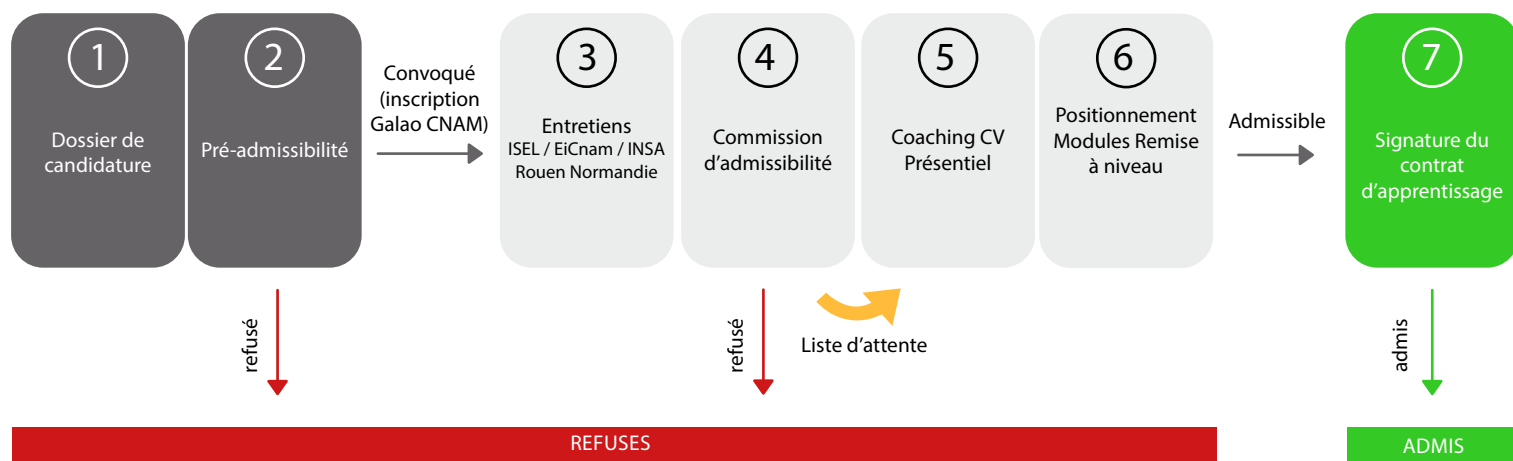 1
Dossier de
candidature
2
Pré-admissibilité
Convoqué
(inscription
Galao CNAM)
3
Entretiens
ISEL / EiCnam / INSA
Rouen Normandie
4
Commission
d’admissibilité
5
Coaching CV
Présentiel
6
Positionnement
Modules Remise
à niveau
Admissible
7
Signature du
contrat
d’apprentissage
refusé
refusé
Liste d’attente
admis
REFUSES
ADMIS